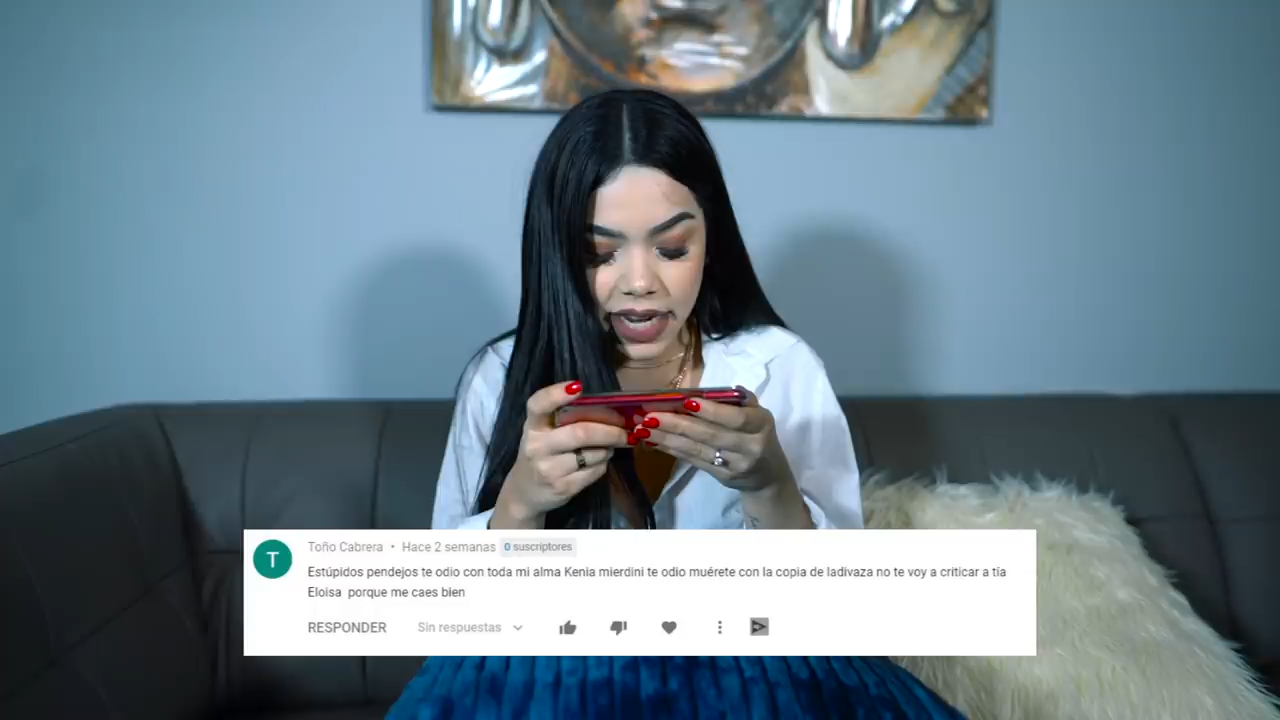 T
Toño Cabrera • Hace 2 semanas 0 suscriptores
Estúpidos pendejos te odio con toda mi alma Kenia mierdini te odio muérete con la copia de ladivaza no te voy a criticar a tía
Eloisa porque me caes bien
RESPONDER Sin respuestas